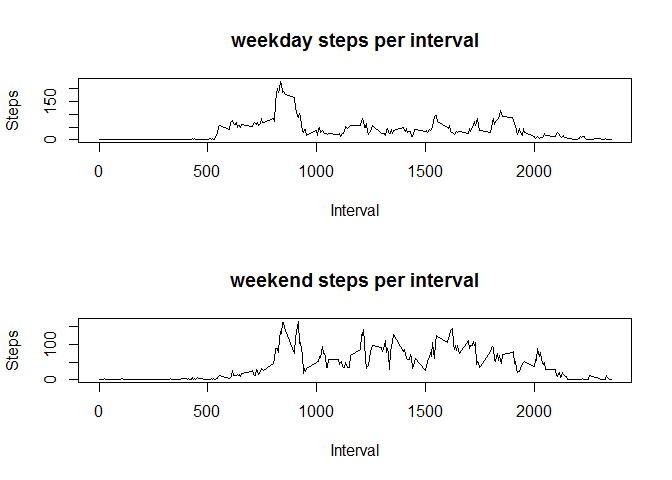 weekday steps per interval
Steps
150
0
0 500 1000 1500 2000
Interval
weekend steps per interval
Steps
100
0
0 500 1000 1500 2000
Interval